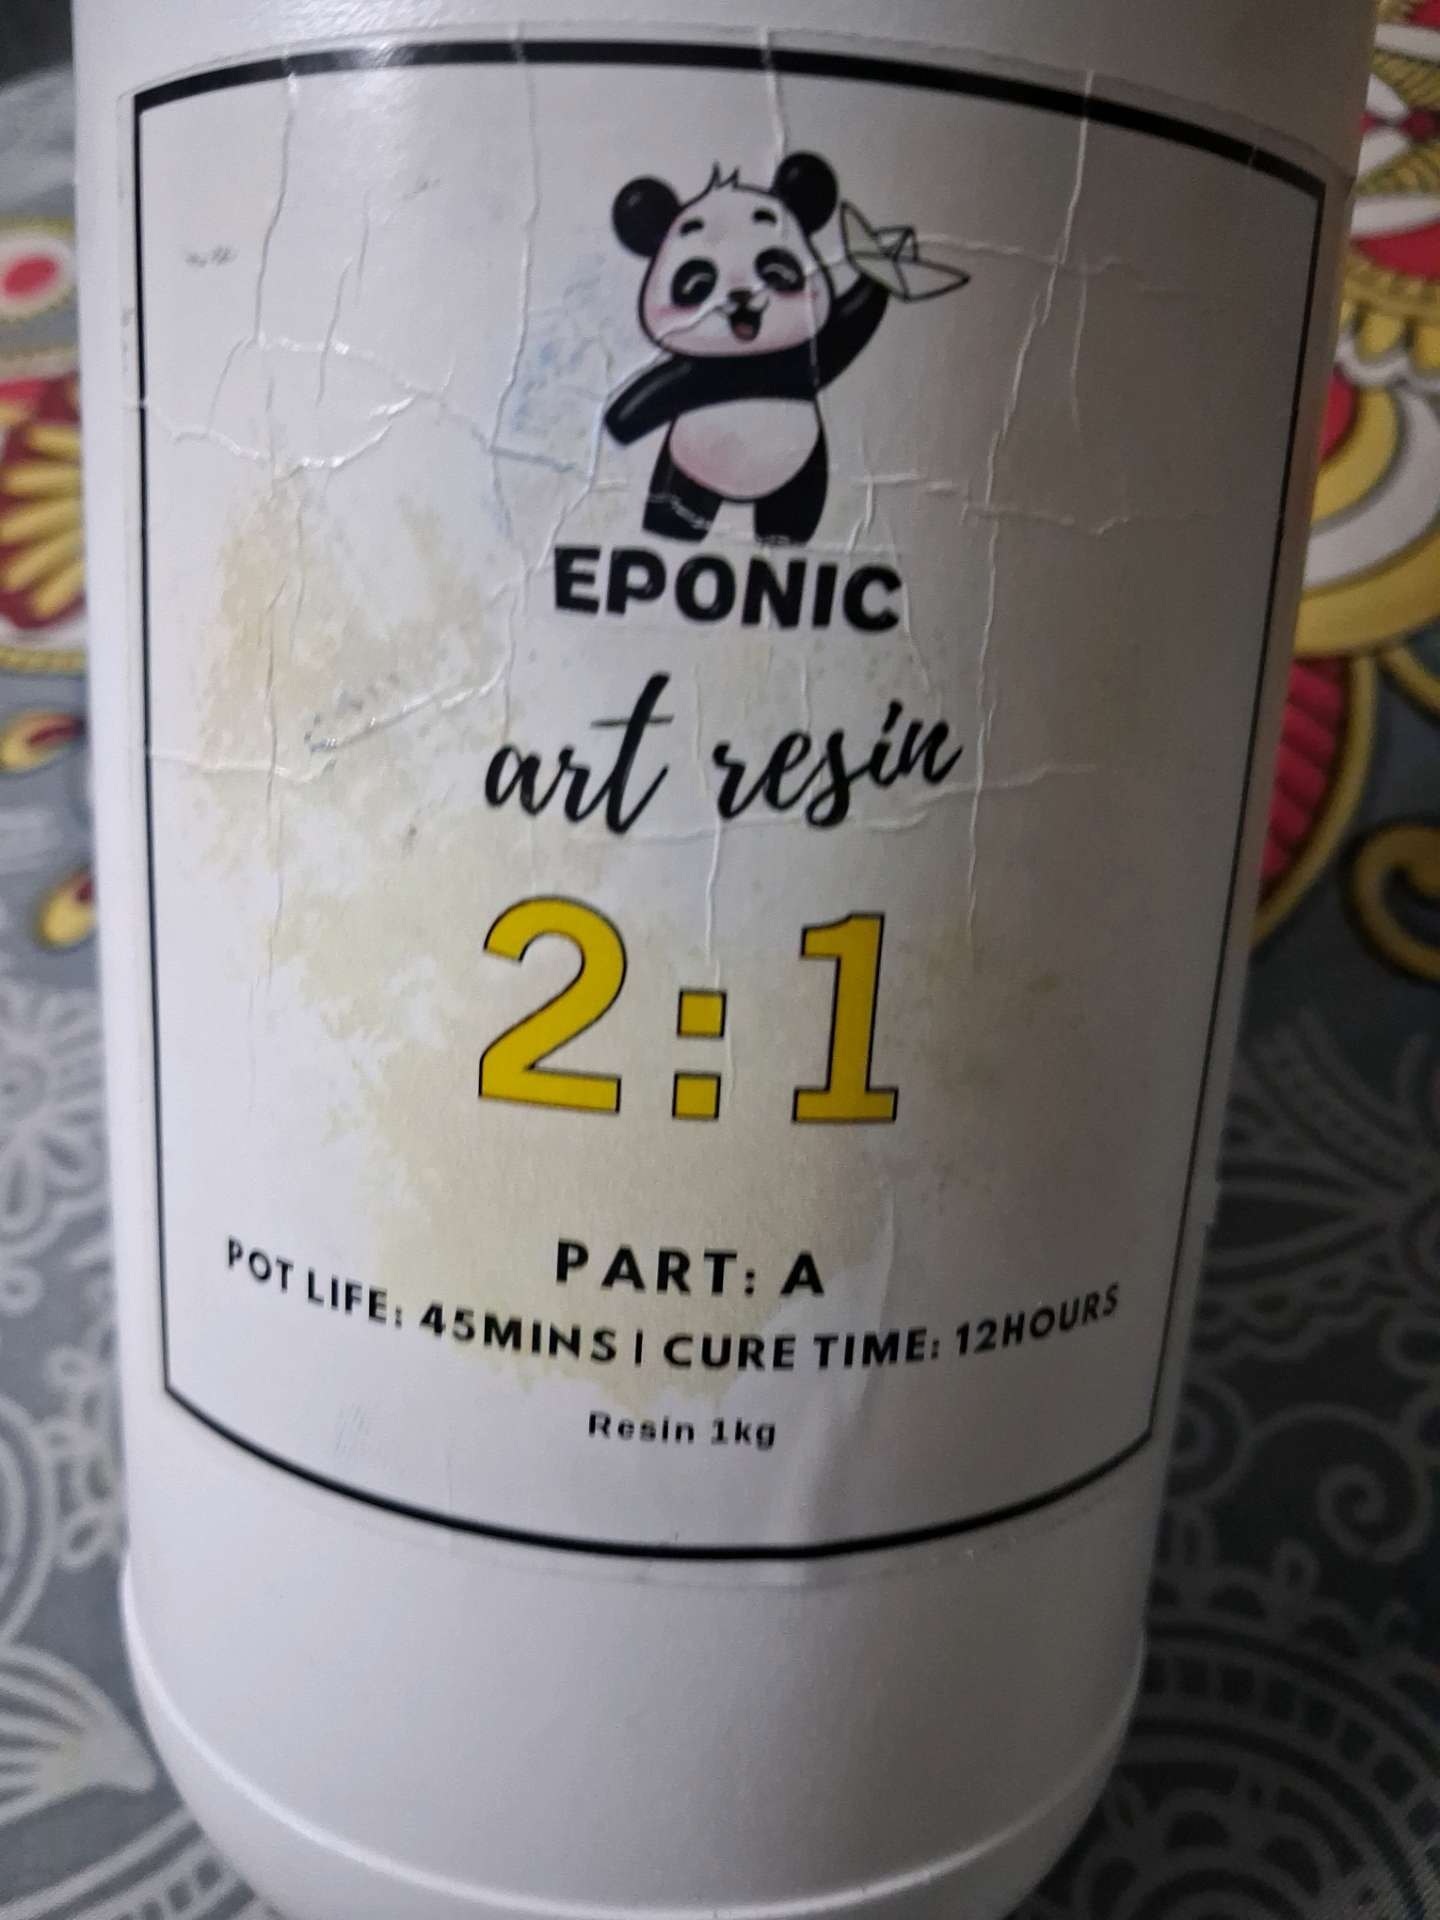 EPONIC
art resin
2:1
PART: A
POT LIFE: 45MINS | CURE TIME: 12HOURS
Resin 1kg